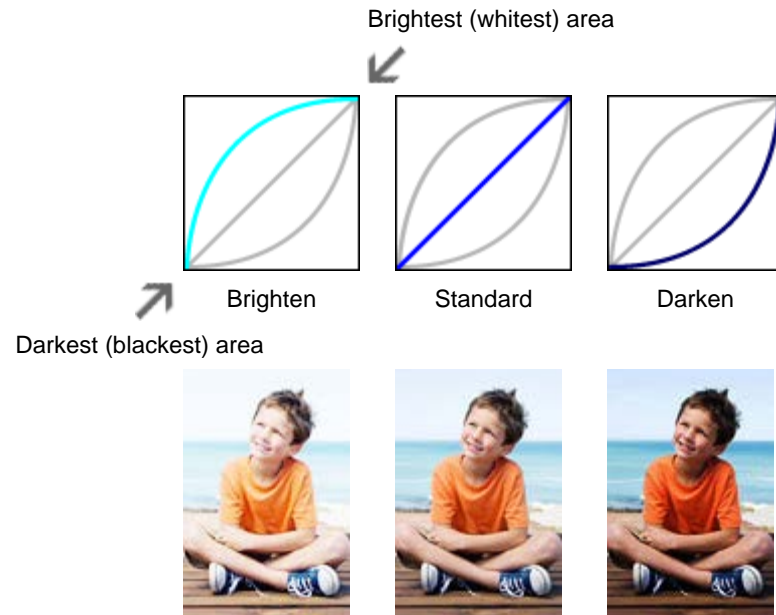 Brightest (whitest) area
Brighten
Standard
Darken
Darkest (blackest) area